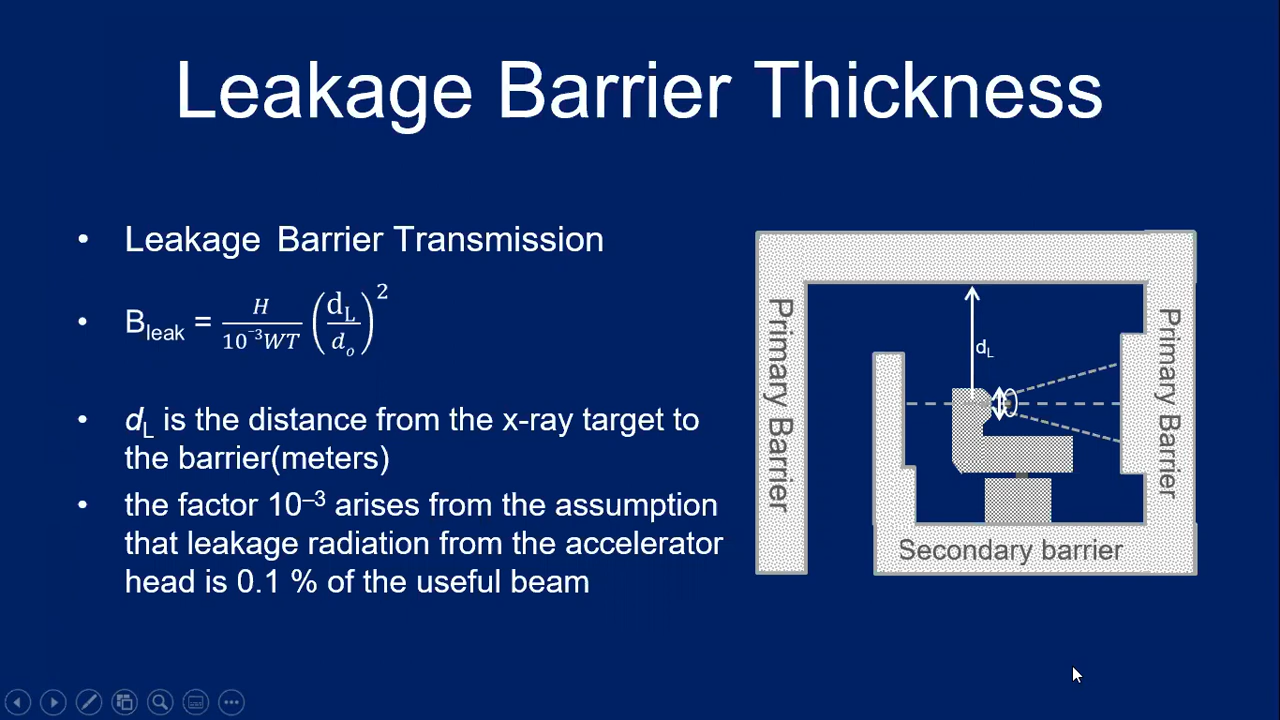 Leakage Barrier Thickness
• Leakage Barrier Transmission
• B_leak = H / 10⁻³WT (d_L / d_o)²
• d_L is the distance from the x-ray target to
the barrier(meters)
• the factor 10⁻³ arises from the assumption
that leakage radiation from the accelerator
head is 0.1 % of the useful beam
Primary Barrier
d_L
Primary Barrier
Secondary barrier